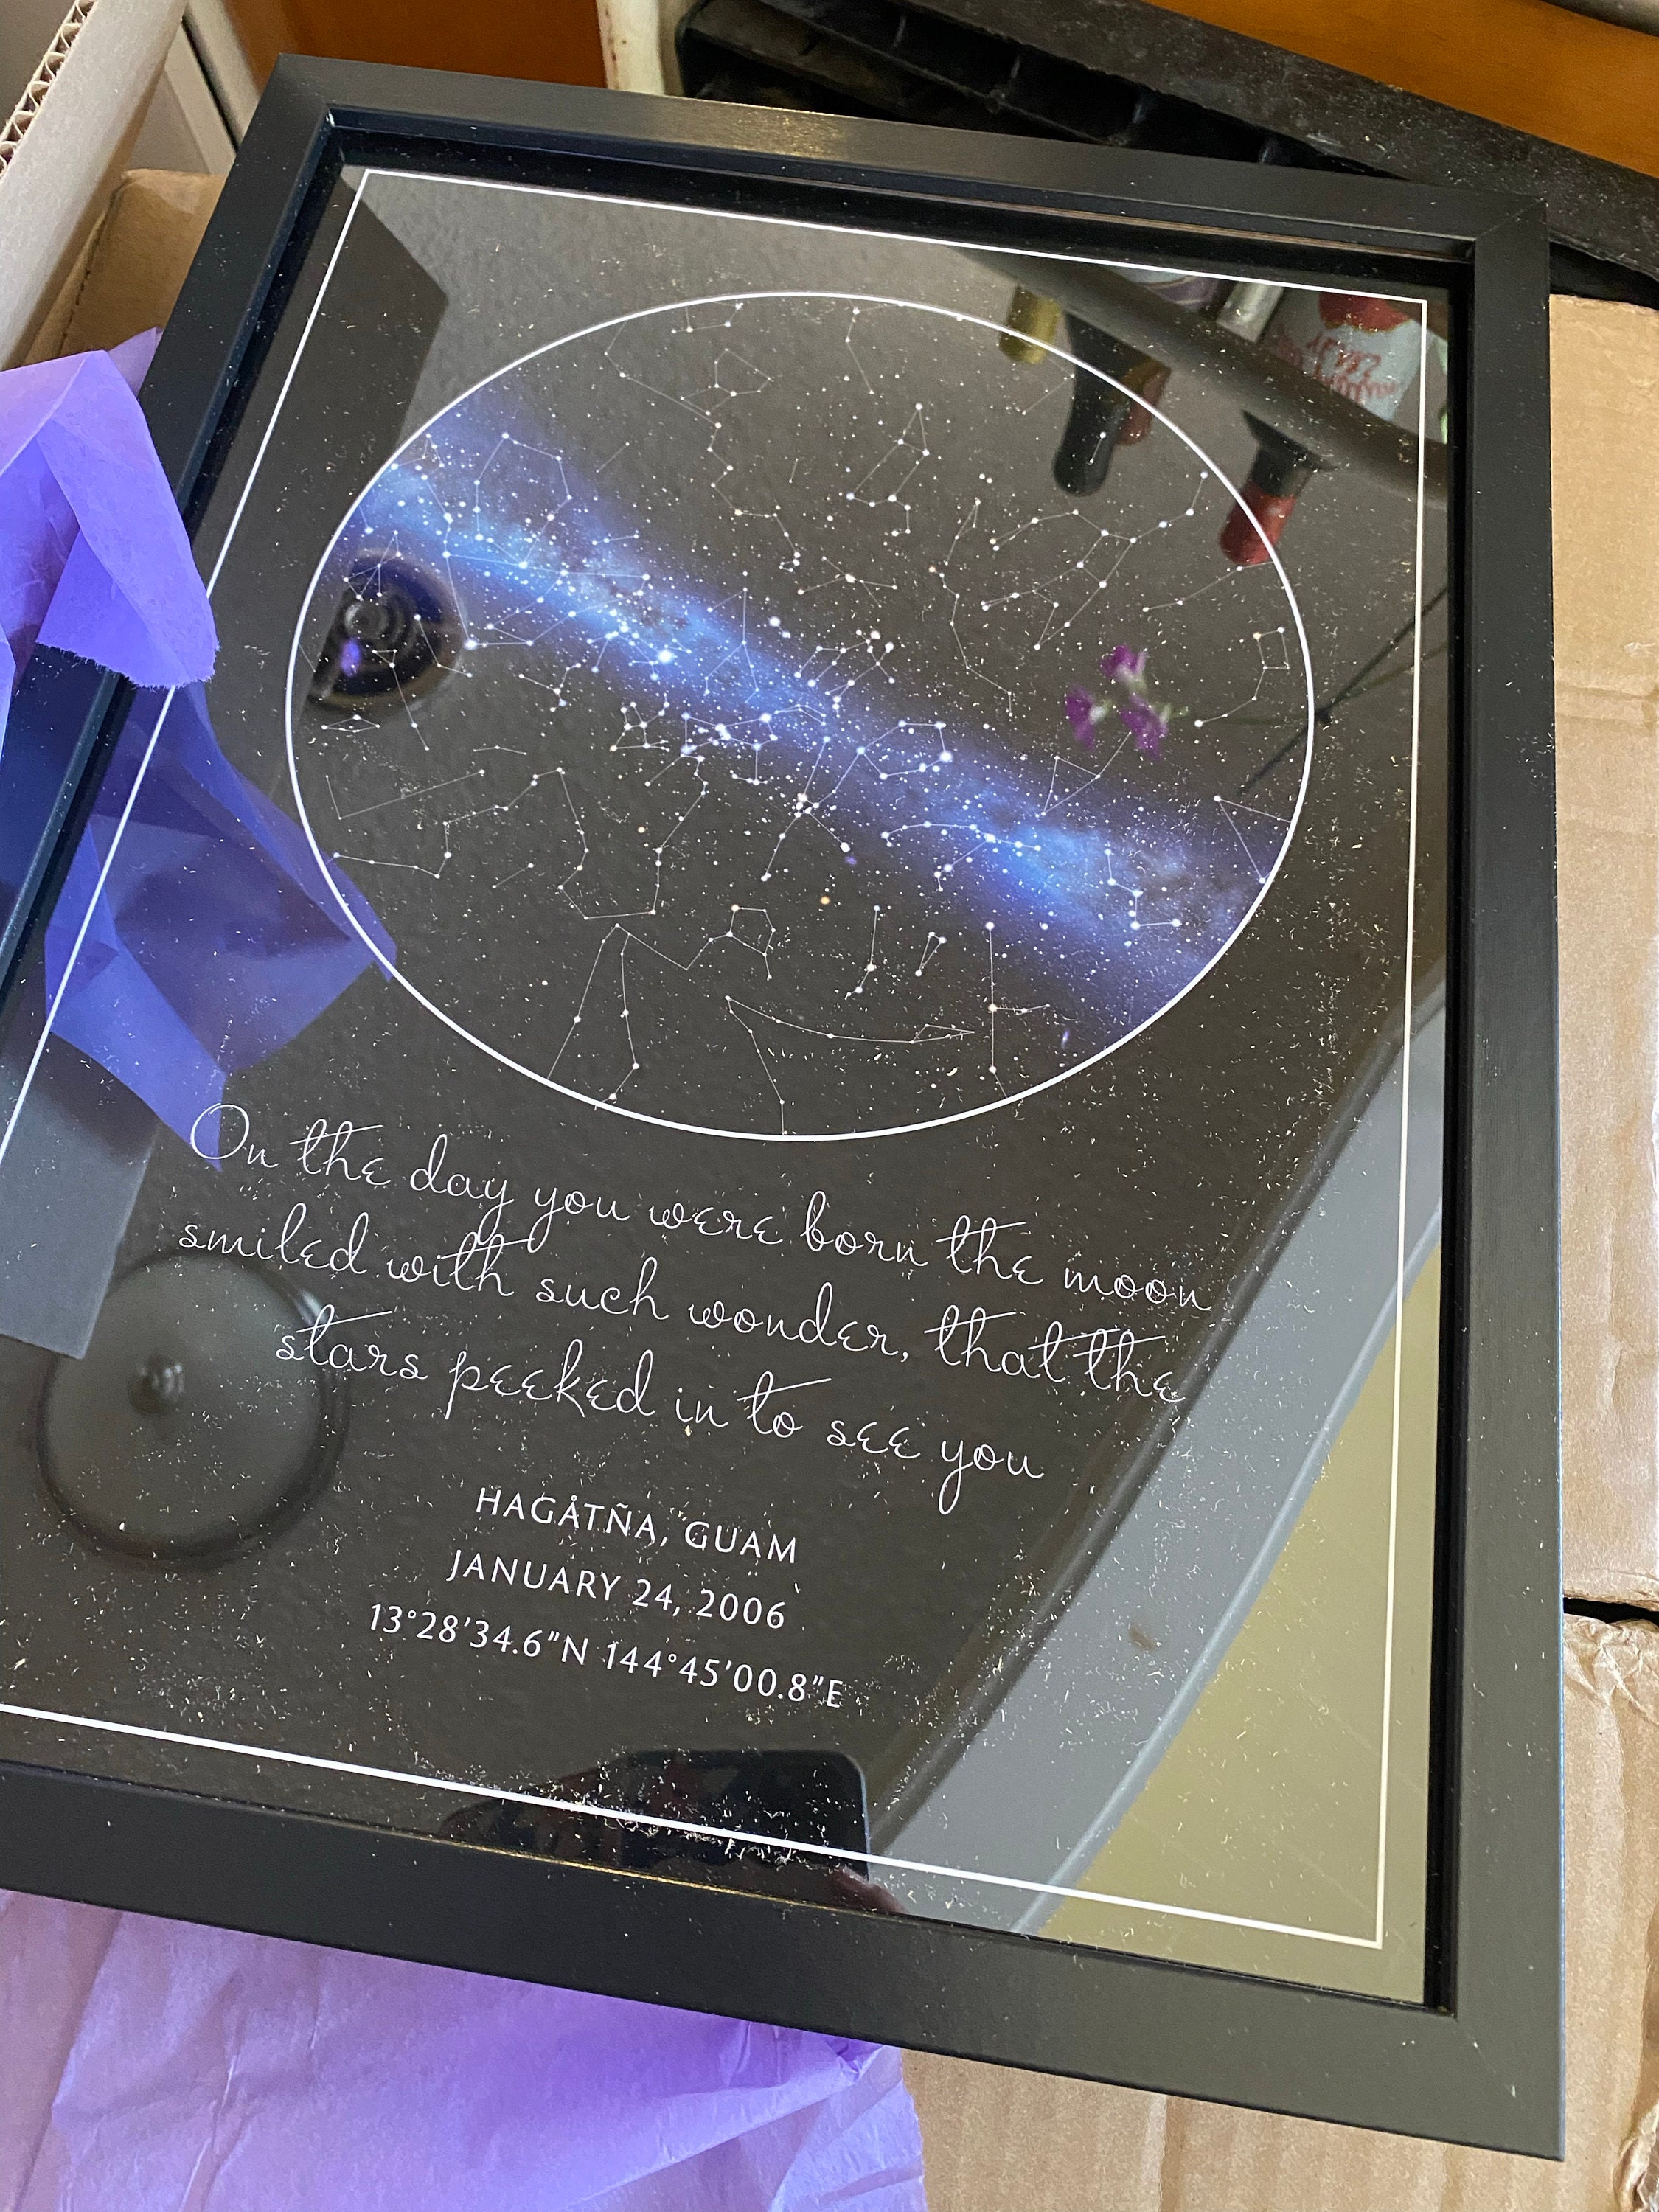 On the day you were born the moon
smiled with such wonder, that the
stars peeked in to see you
HAGÅTÑA, GUAM
JANUARY 24, 2006
13°28'34.6"N 144°45'00.8"E